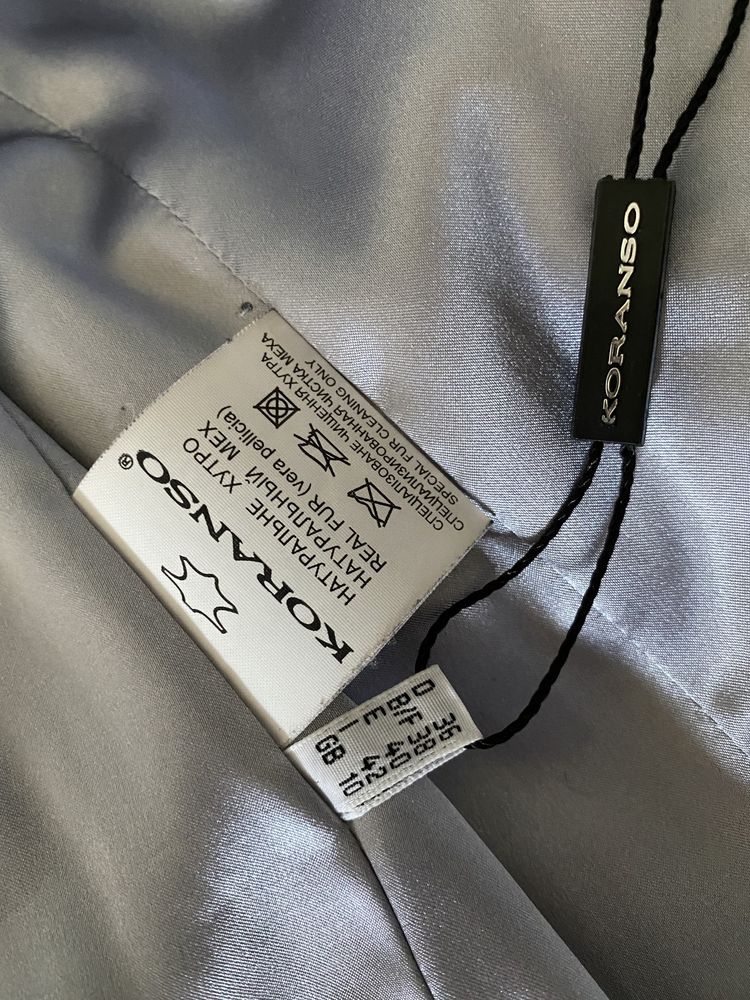 KORANSO
KORANSO®
НАТУРАЛЬНЕ ХУТРО
НАТУРАЛЬНЫЙ МЕХ
REAL FUR (vera pellicia)
СПЕЦІАЛІЗОВАНЕ ЧИЩЕННЯ ХУТРА
СПЕЦИАЛИЗИРОВАННАЯ ЧИСТКА МЕХА
SPECIAL FUR CLEANING ONLY
D 36
B/F 38
E 40
I 42
GB 10